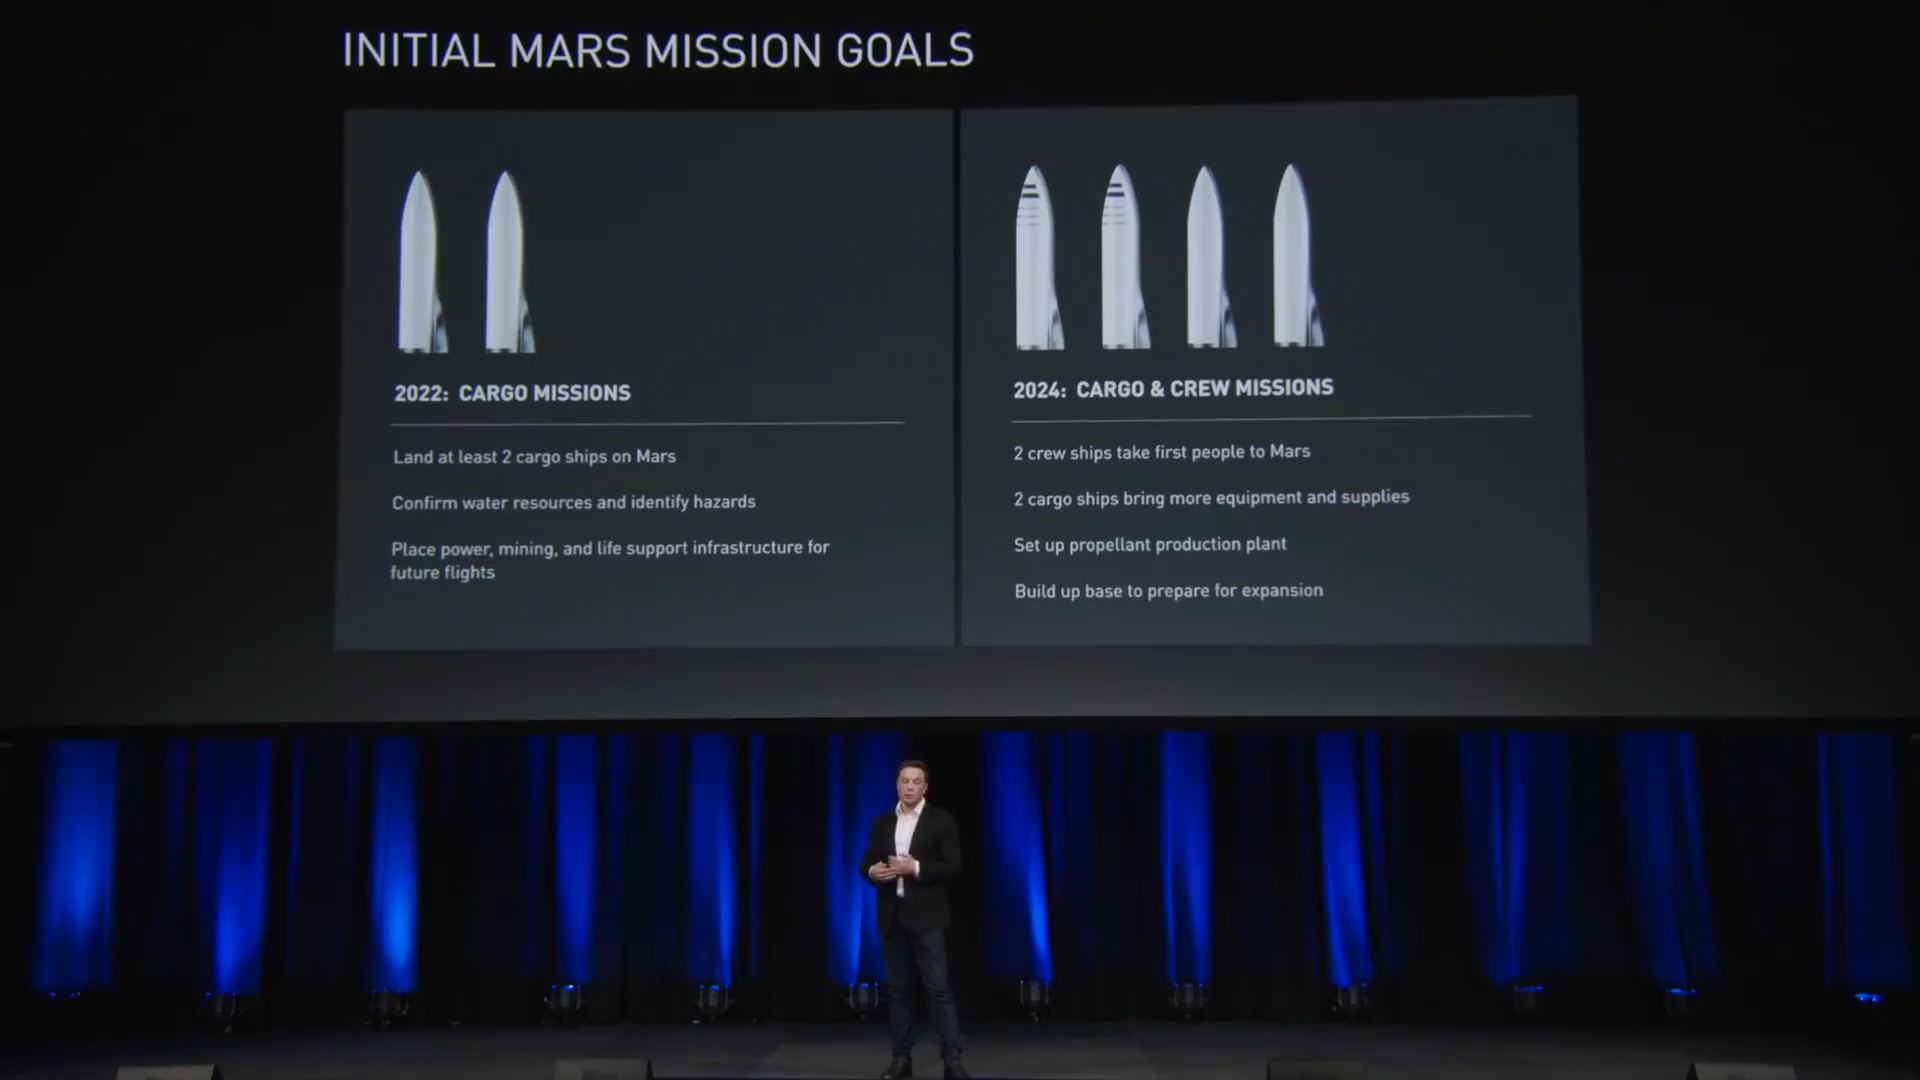 INITIAL MARS MISSION GOALS
2022: CARGO MISSIONS
Land at least 2 cargo ships on Mars
Confirm water resources and identify hazards
Place power, mining, and life support infrastructure for
future flights
2024: CARGO & CREW MISSIONS
2 crew ships take first people to Mars
2 cargo ships bring more equipment and supplies
Set up propellant production plant
Build up base to prepare for expansion